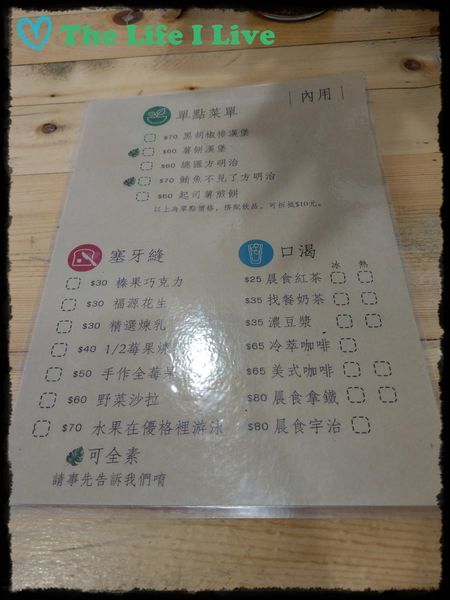 The Life I Live
內用
單點菜單
$70 黑胡椒排漢堡
$60 薯餅漢堡
$60 總匯方明治
$70 鮪魚不見了方明治
$60 起司薯煎餅
以上為單點價格，搭配飲品，可折抵$10元。
塞牙縫
$30 榛果巧克力
$30 福源花生
$30 精選煉乳
$40 1/2莓果
$50 手作全莓果
$60 野菜沙拉
$70 水果在優格裡游泳
可全素
請事先告訴我們唷
口渴
冰 熱
$25 晨食紅茶
$35 找餐奶茶
$35 濃豆漿
$65 冷萃咖啡
$65 美式咖啡
$80 晨食拿鐵
$80 晨食宇治